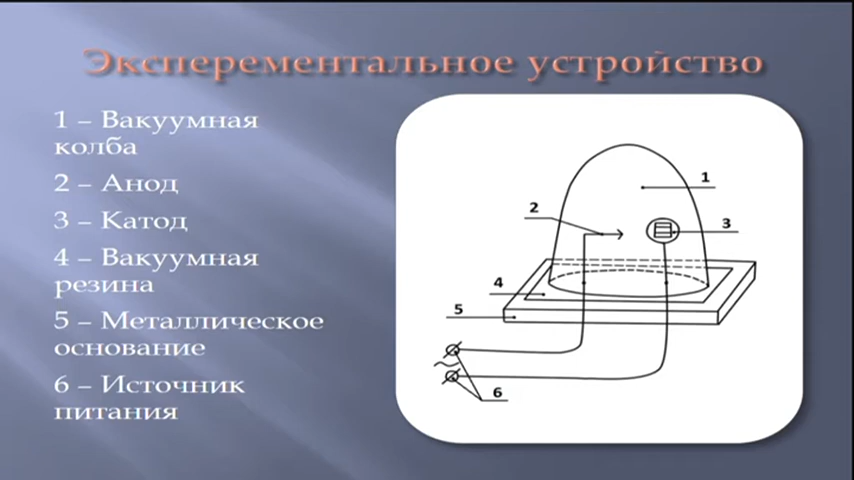 Эксперементальное устройство
1 – Вакуумная
колба
2 – Анод
3 – Катод
4 – Вакуумная
резина
5 – Металлическое
основание
6 – Источник
питания
1
2
3
4
5
6